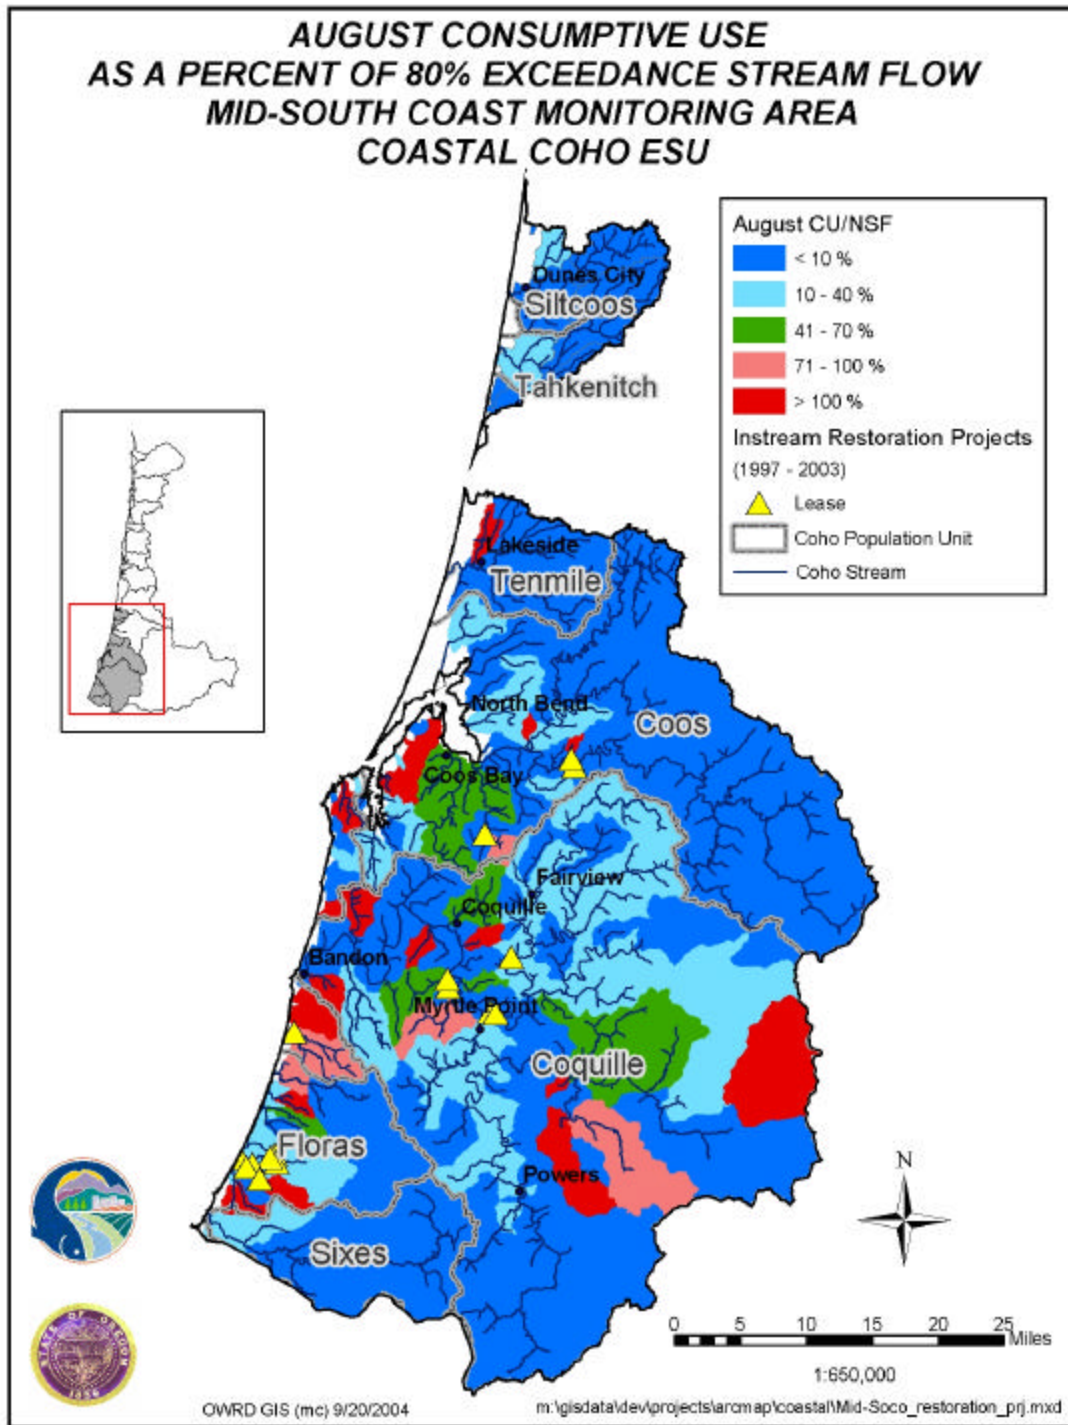 AUGUST CONSUMPTIVE USE
AS A PERCENT OF 80% EXCEEDANCE STREAM FLOW
MID-SOUTH COAST MONITORING AREA
COASTAL COHO ESU
August CU/NSF
< 10 %
10 - 40 %
41 - 70 %
71 - 100 %
> 100 %
Instream Restoration Projects
(1997 - 2003)
Lease
Coho Population Unit
Coho Stream
Dunes City
Siltcoos
Tahkenitch
Lakeside
Tenmile
North Bend
Coos
Coos Bay
Fairview
Coquille
Bandon
Myrtle Point
Coquille
Floras
Powers
Sixes
N
0 5 10 15 20 25
Miles
1:650,000
STATE OF OREGON
1859
OWRD GIS (mc) 9/20/2004
m:\gisdata\dev\projects\arcmap\coastal\Mid-Soco_restoration_prj.mxd